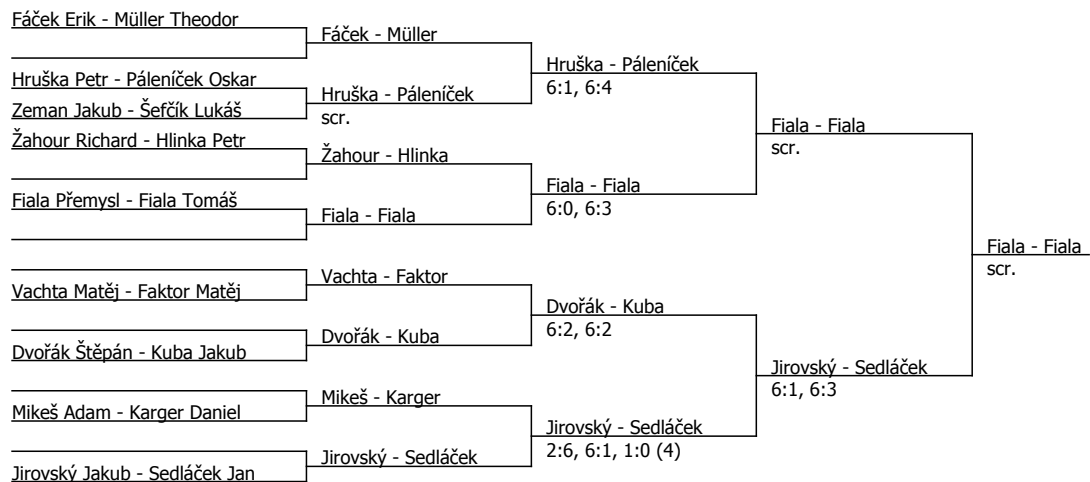 Fáček Erik - Müller Theodor
Hruška Petr - Páleníček Oskar
Zeman Jakub - Šefčík Lukáš
Žahour Richard - Hlinka Petr
Fiala Přemysl - Fiala Tomáš
Vachta Matěj - Faktor Matěj
Dvořák Štěpán - Kuba Jakub
Mikeš Adam - Karger Daniel
Jirovský Jakub - Sedláček Jan
Fáček - Müller
Hruška - Páleníček
scr.
Žahour - Hlinka
Fiala - Fiala
Vachta - Faktor
Dvořák - Kuba
Mikeš - Karger
Jirovský - Sedláček
Hruška - Páleníček
6:1, 6:4
Fiala - Fiala
6:0, 6:3
Dvořák - Kuba
6:2, 6:2
Jirovský - Sedláček
2:6, 6:1, 1:0 (4)
Fiala - Fiala
scr.
Jirovský - Sedláček
6:1, 6:3
Fiala - Fiala
scr.